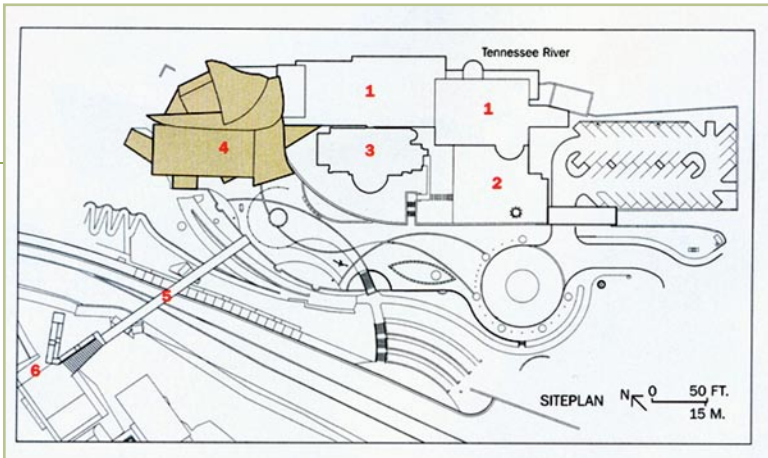 Tennessee River
1
1
3
4
2
5
6
SITEPLAN
N
0 50 FT.
15 M.